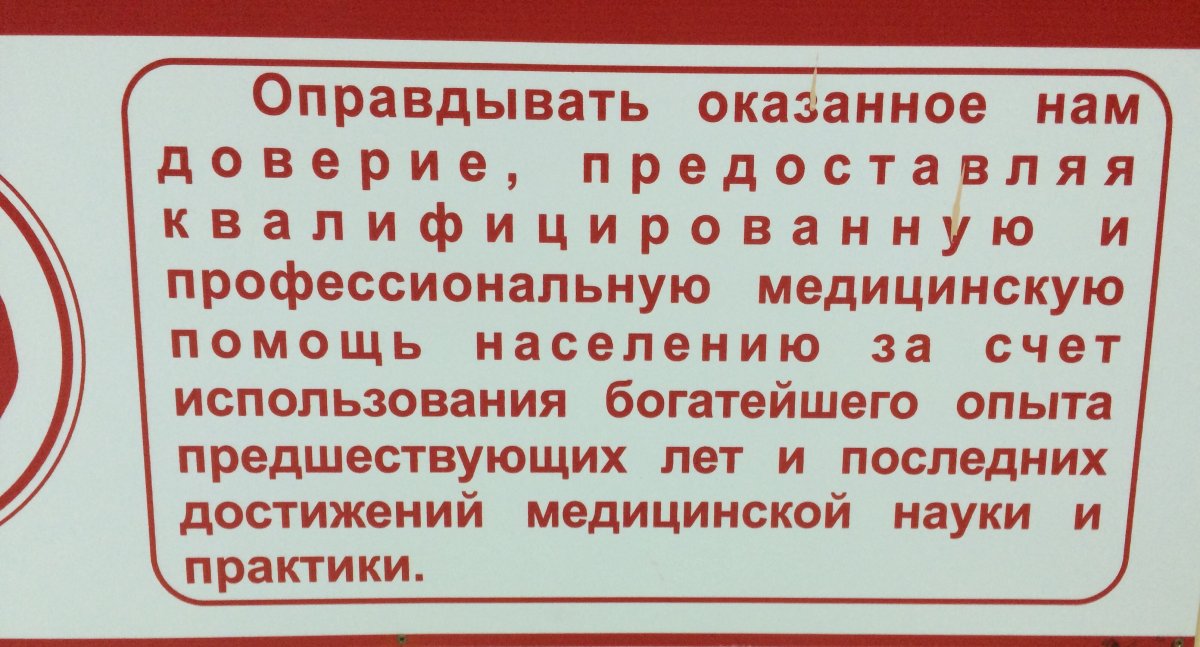 Оправдывать оказанное нам
доверие, предоставляя
квалифицированную и
профессиональную медицинскую
помощь населению за счет
использования богатейшего опыта
предшествующих лет и последних
достижений медицинской науки и
практики.